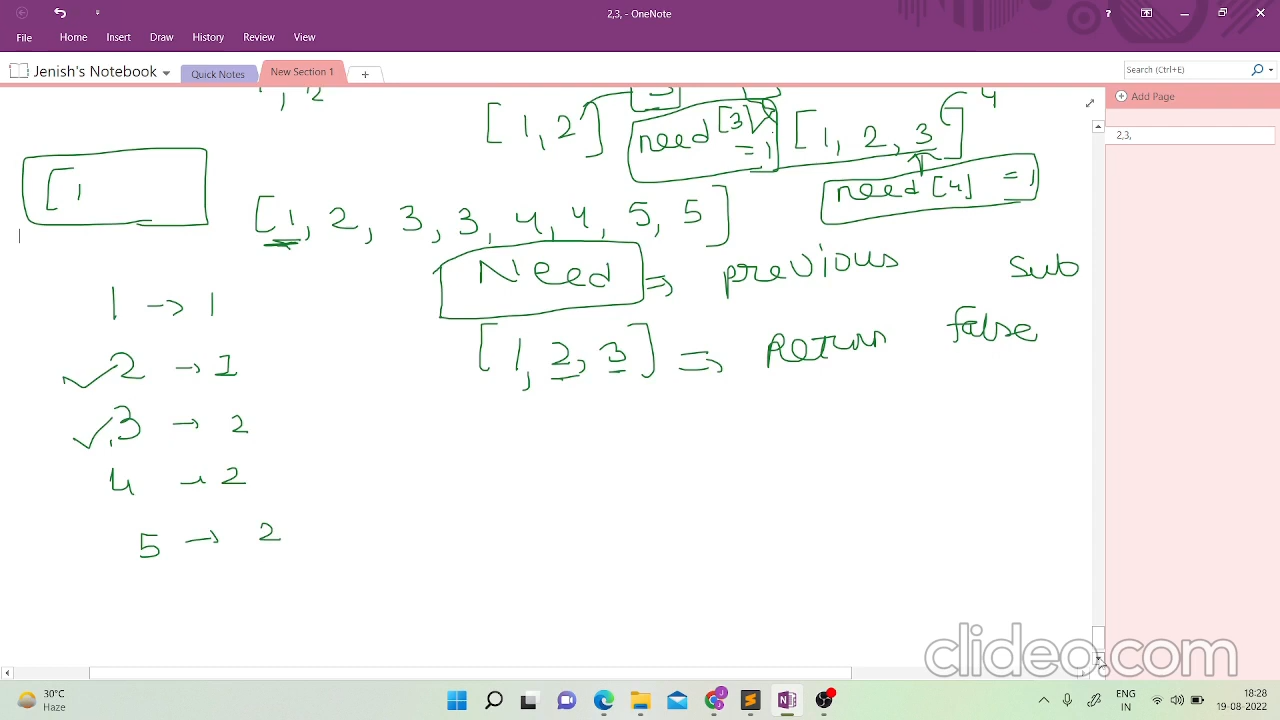 2,3, - OneNote
File Home Insert Draw History Review View
Jenish's Notebook Quick Notes New Section 1 +
Search (Ctrl+E)
Add Page
2,3,
, 2
[1,2]
need[3] = 1
[1, 2, 3] 4
need[4] = 1
[1
[1, 2, 3, 3, 4, 4, 5, 5]
Need => previous sub
[1, 2, 3] => Return false
1 -> 1
2 -> 1
3 -> 2
4 -> 2
5 -> 2
clideo.com
30°C
Haze
ENG
IN
18:28
19-08-2022